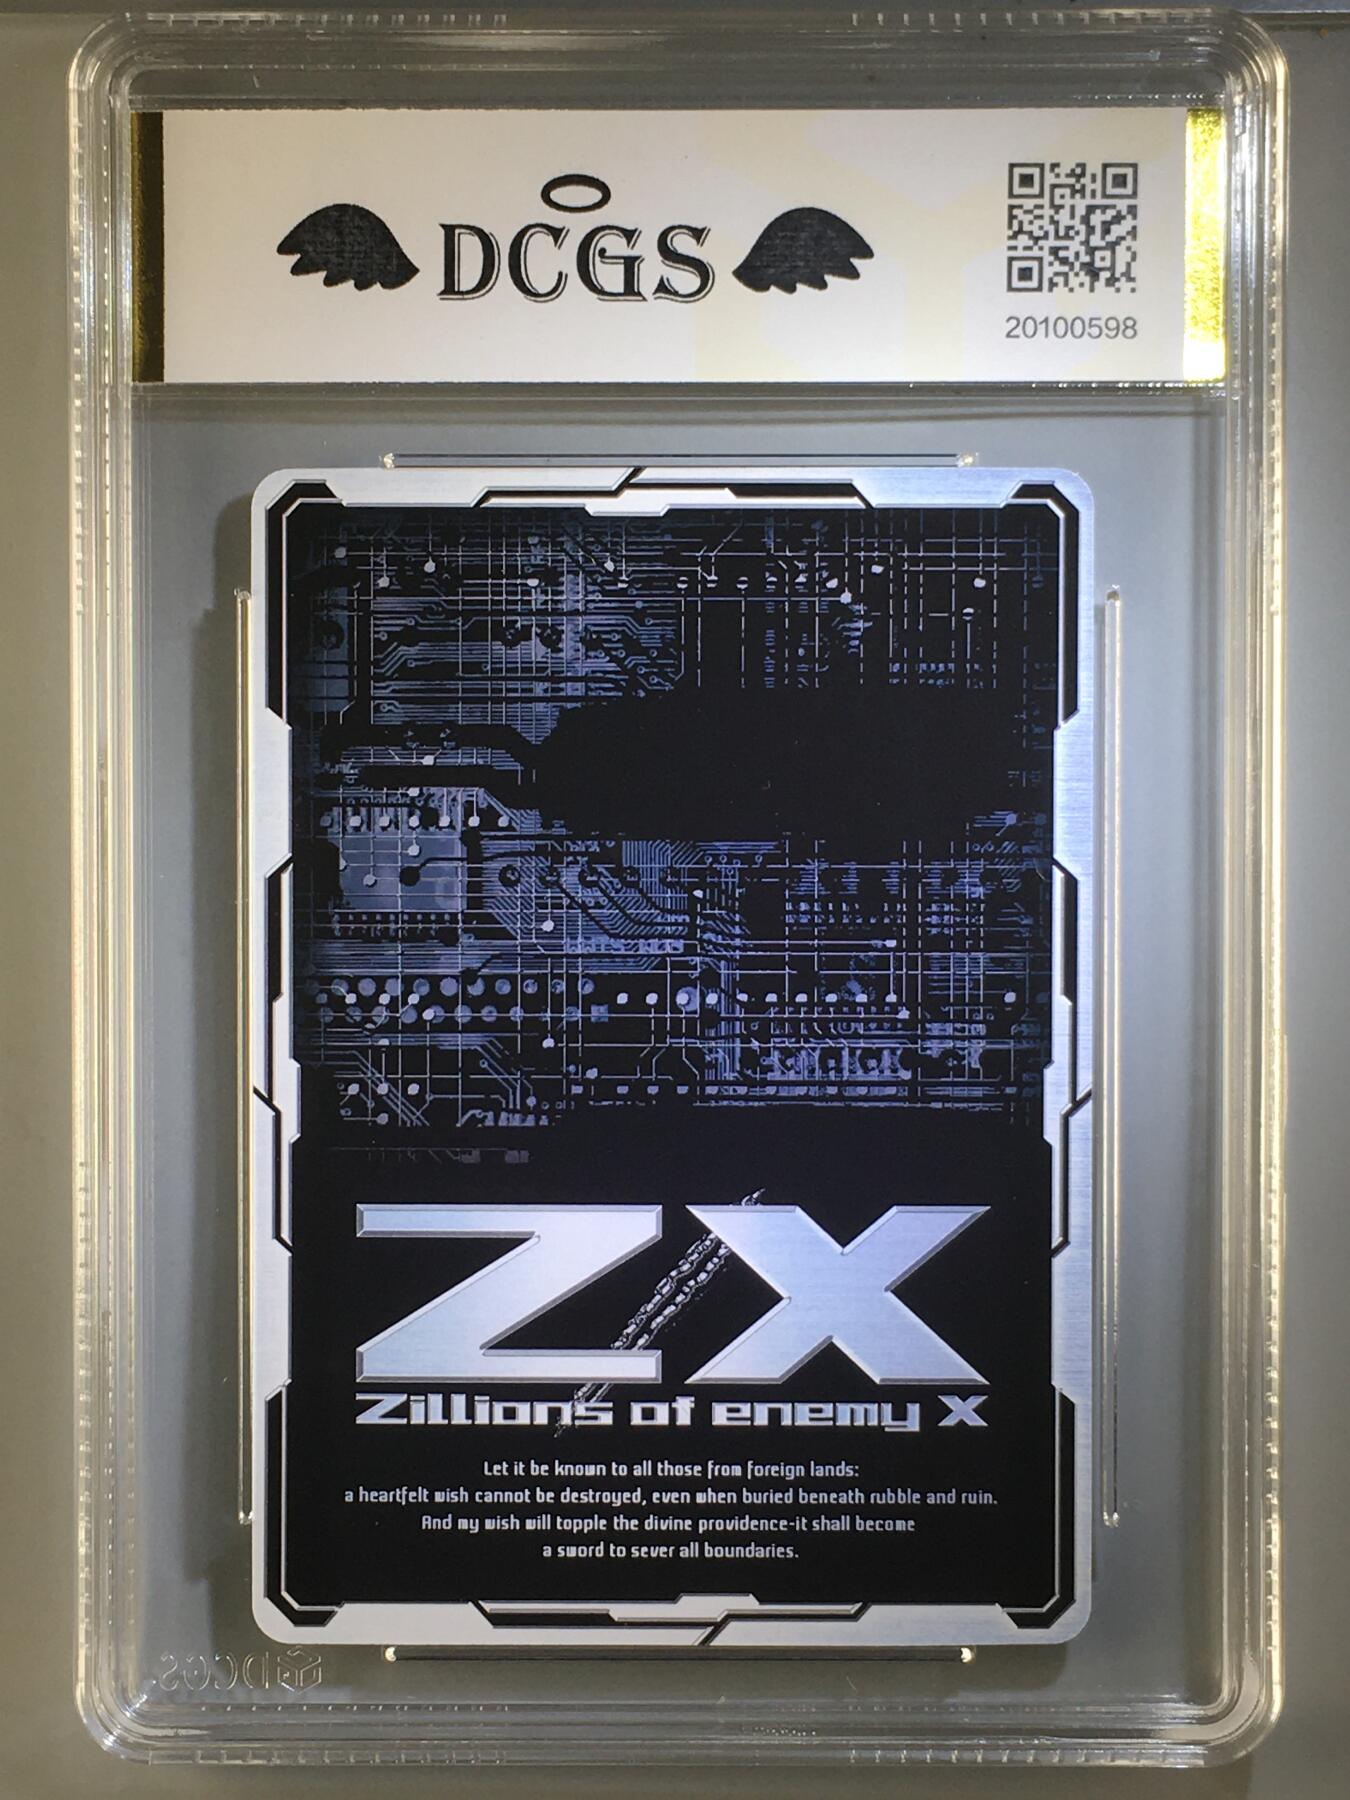 DCGS
20100598
ZX
Zillions of enemy X
Let it be known to all those from foreign lands:
a heartfelt wish cannot be destroyed, even when buried beneath rubble and ruin.
And my wish will topple the divine providence-it shall become
a sword to sever all boundaries.
DCGS